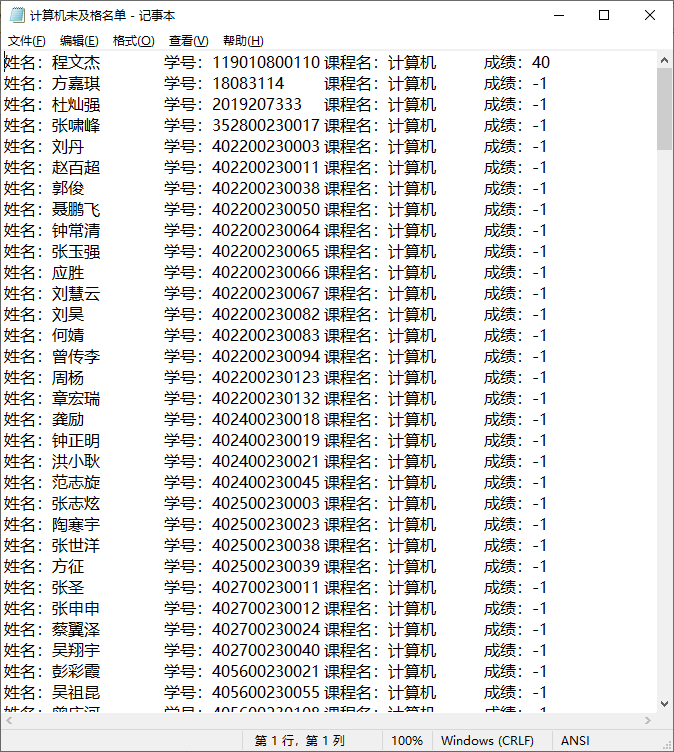 计算机未及格名单 - 记事本
文件(F) 编辑(E) 格式(O) 查看(V) 帮助(H)
姓名：程文杰 学号：119010800110 课程名：计算机 成绩：40
姓名：方嘉琪 学号：18083114 课程名：计算机 成绩：-1
姓名：杜灿强 学号：2019207333 课程名：计算机 成绩：-1
姓名：张啸峰 学号：352800230017 课程名：计算机 成绩：-1
姓名：刘丹 学号：402200230003 课程名：计算机 成绩：-1
姓名：赵百超 学号：402200230011 课程名：计算机 成绩：-1
姓名：郭俊 学号：402200230038 课程名：计算机 成绩：-1
姓名：聂鹏飞 学号：402200230050 课程名：计算机 成绩：-1
姓名：钟常清 学号：402200230064 课程名：计算机 成绩：-1
姓名：张玉强 学号：402200230065 课程名：计算机 成绩：-1
姓名：应胜 学号：402200230066 课程名：计算机 成绩：-1
姓名：刘慧云 学号：402200230067 课程名：计算机 成绩：-1
姓名：刘昊 学号：402200230082 课程名：计算机 成绩：-1
姓名：何婧 学号：402200230083 课程名：计算机 成绩：-1
姓名：曾传李 学号：402200230094 课程名：计算机 成绩：-1
姓名：周杨 学号：402200230123 课程名：计算机 成绩：-1
姓名：章宏瑞 学号：402200230132 课程名：计算机 成绩：-1
姓名：龚励 学号：402400230018 课程名：计算机 成绩：-1
姓名：钟正明 学号：402400230019 课程名：计算机 成绩：-1
姓名：洪小耿 学号：402400230021 课程名：计算机 成绩：-1
姓名：范志旋 学号：402400230045 课程名：计算机 成绩：-1
姓名：张志炫 学号：402500230003 课程名：计算机 成绩：-1
姓名：陶寒宇 学号：402500230023 课程名：计算机 成绩：-1
姓名：张世洋 学号：402500230038 课程名：计算机 成绩：-1
姓名：方征 学号：402500230039 课程名：计算机 成绩：-1
姓名：张圣 学号：402700230011 课程名：计算机 成绩：-1
姓名：张申申 学号：402700230012 课程名：计算机 成绩：-1
姓名：蔡翼泽 学号：402700230024 课程名：计算机 成绩：-1
姓名：吴翔宇 学号：402700230040 课程名：计算机 成绩：-1
姓名：彭彩霞 学号：405600230021 课程名：计算机 成绩：-1
姓名：吴祖昆 学号：405600230055 课程名：计算机 成绩：-1
姓名： 学号：405600230108 课程名：计算机 成绩：-1
第 1 行，第 1 列 100% Windows (CRLF) ANSI